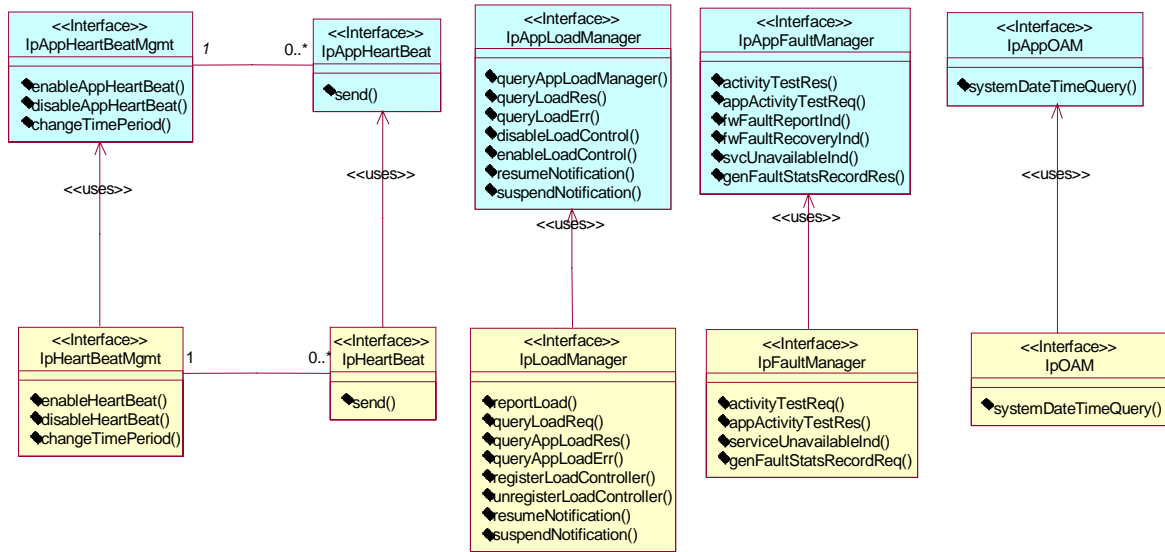 <<Interface>>
IpAppHeartBeatMgmt
enableAppHeartBeat()
disableAppHeartBeat()
changeTimePeriod()
1
0..*
<<Interface>>
IpAppHeartBeat
send()
<<Interface>>
IpAppLoadManager
queryAppLoadManager()
queryLoadRes()
queryLoadErr()
disableLoadControl()
enableLoadControl()
resumeNotification()
suspendNotification()
<<Interface>>
IpAppFaultManager
activityTestRes()
appActivityTestReq()
fwFaultReportInd()
fwFaultRecoveryInd()
svcUnavailableInd()
genFaultStatsRecordRes()
<<Interface>>
IpAppOAM
systemDateTimeQuery()
<<uses>>
<<uses>>
<<uses>>
<<uses>>
<<uses>>
<<Interface>>
IpHeartBeatMgmt
enableHeartBeat()
disableHeartBeat()
changeTimePeriod()
1
0..*
<<Interface>>
IpHeartBeat
send()
<<Interface>>
IpLoadManager
reportLoad()
queryLoadReq()
queryAppLoadRes()
queryAppLoadErr()
registerLoadController()
unregisterLoadController()
resumeNotification()
suspendNotification()
<<Interface>>
IpFaultManager
activityTestReq()
appActivityTestRes()
serviceUnavailableInd()
genFaultStatsRecordReq()
<<Interface>>
IpOAM
systemDateTimeQuery()